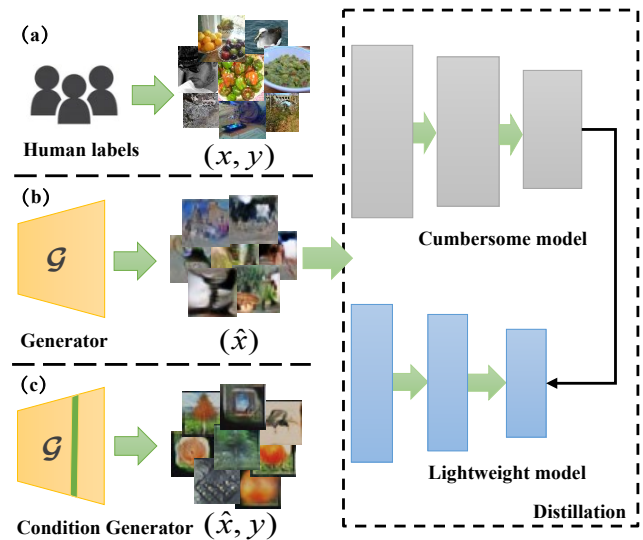 (a)
Human labels
(x, y)
(b)
G
Generator
(x̂)
(c)
G
Condition Generator
(x̂, y)
Cumbersome model
Lightweight model
Distillation